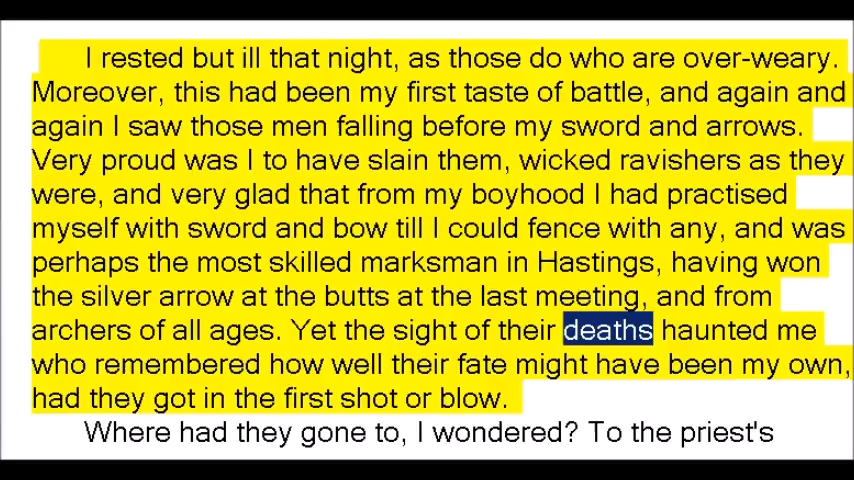 I rested but ill that night, as those do who are over-weary.
Moreover, this had been my first taste of battle, and again and
again I saw those men falling before my sword and arrows.
Very proud was I to have slain them, wicked ravishers as they
were, and very glad that from my boyhood I had practised
myself with sword and bow till I could fence with any, and was
perhaps the most skilled marksman in Hastings, having won
the silver arrow at the butts at the last meeting, and from
archers of all ages. Yet the sight of their deaths haunted me
who remembered how well their fate might have been my own,
had they got in the first shot or blow.
Where had they gone to, I wondered? To the priest's